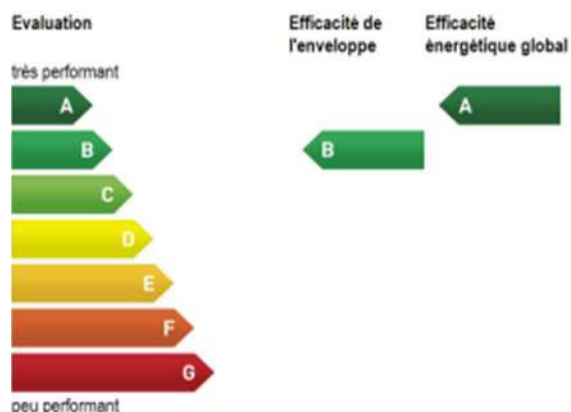 Evaluation
Efficacité de
l'enveloppe
Efficacité
énergétique global
très performant
A
A
B
B
C
D
E
F
G
peu performant